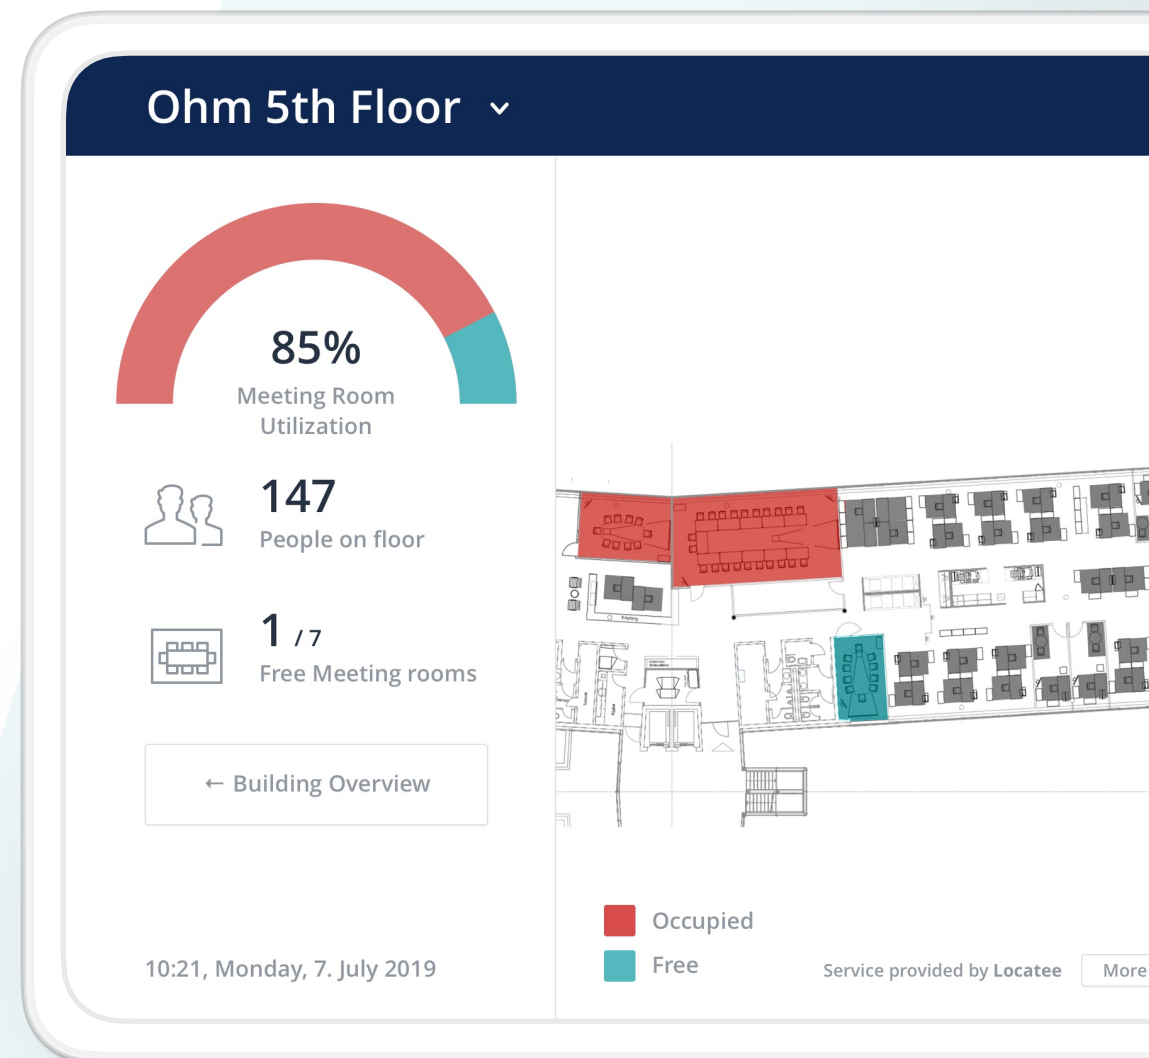 Ohm 5th Floor
85%
Meeting Room
Utilization
147
People on floor
1 / 7
Free Meeting rooms
← Building Overview
10:21, Monday, 7. July 2019
Empfang
Occupied
Free
Service provided by Locatee
More